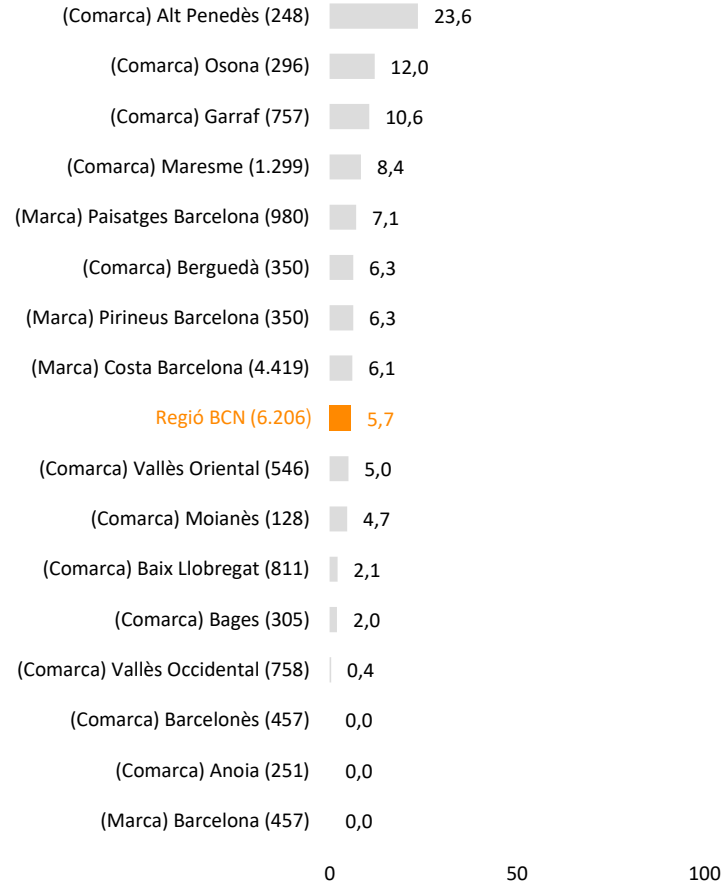 (Comarca) Alt Penedès (248) 23,6
(Comarca) Osona (296) 12,0
(Comarca) Garraf (757) 10,6
(Comarca) Maresme (1.299) 8,4
(Marca) Paisatges Barcelona (980) 7,1
(Comarca) Berguedà (350) 6,3
(Marca) Pirineus Barcelona (350) 6,3
(Marca) Costa Barcelona (4.419) 6,1
Regió BCN (6.206) 5,7
(Comarca) Vallès Oriental (546) 5,0
(Comarca) Moianès (128) 4,7
(Comarca) Baix Llobregat (811) 2,1
(Comarca) Bages (305) 2,0
(Comarca) Vallès Occidental (758) 0,4
(Comarca) Barcelonès (457) 0,0
(Comarca) Anoia (251) 0,0
(Marca) Barcelona (457) 0,0
0 50 100